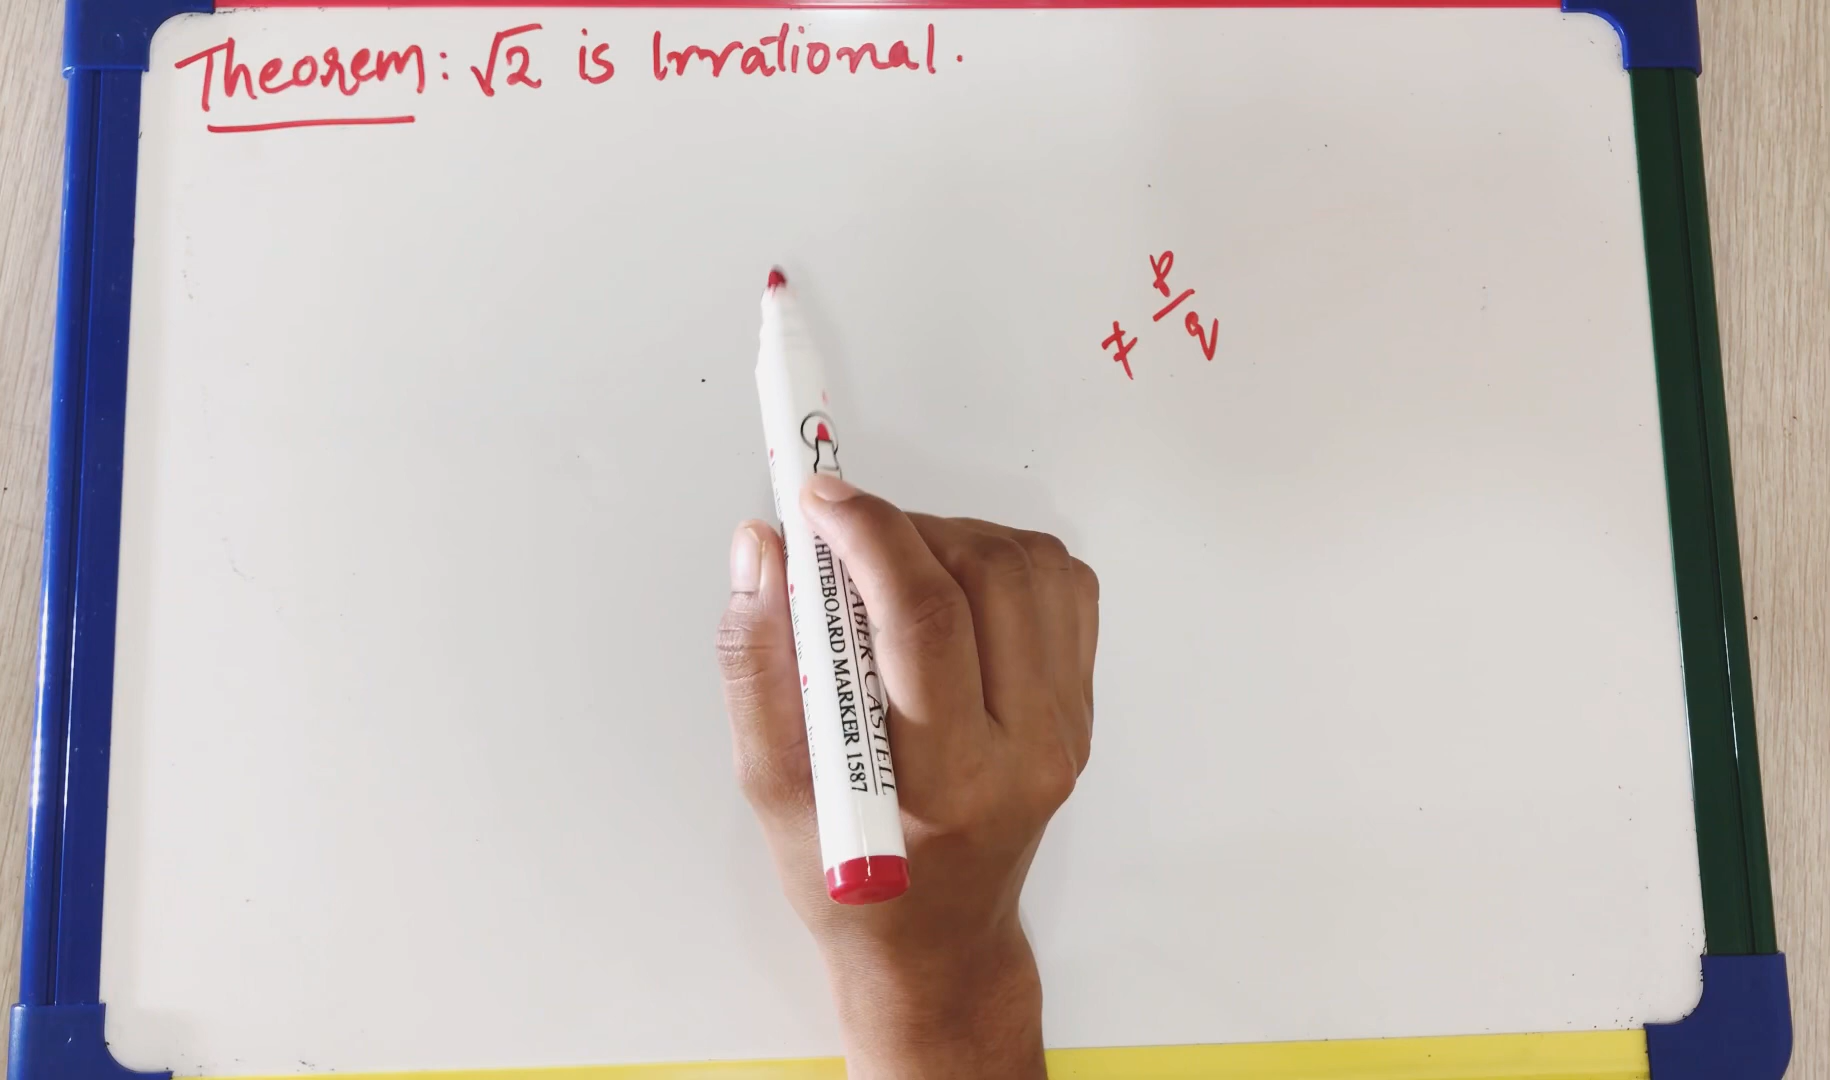 Theorem: √2 is Irrational.
≠ p/q
FABER-CASTELL
WHITEBOARD MARKER 1587